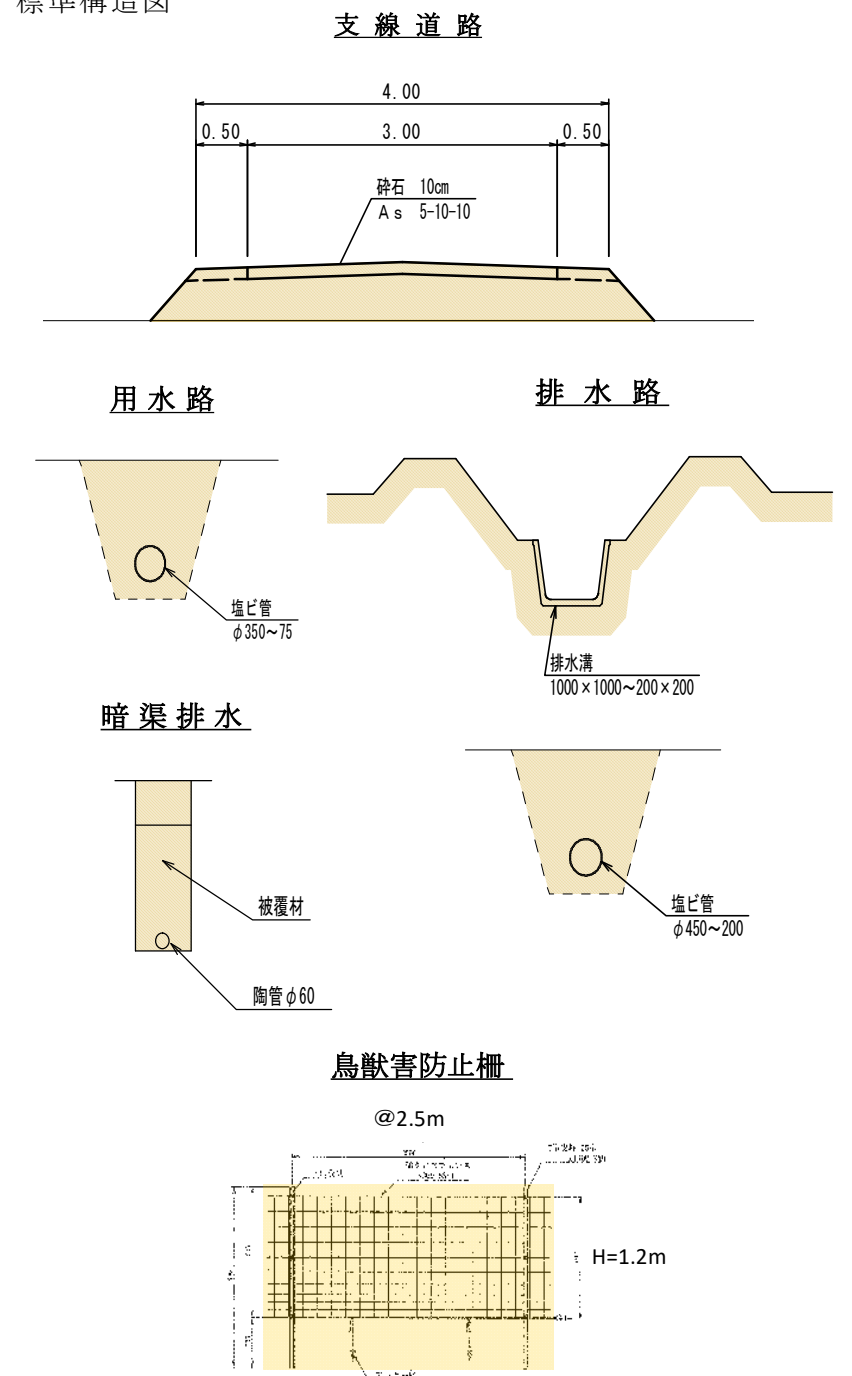 標準構造図
支線道路
4.00
0.50 3.00 0.50
砕石 10cm
As 5-10-10
用水路
排水路
塩ビ管
φ350~75
排水溝
1000×1000~200×200
暗渠排水
被覆材
塩ビ管
φ450~200
陶管φ60
鳥獣害防止柵
@2.5m
H=1.2m